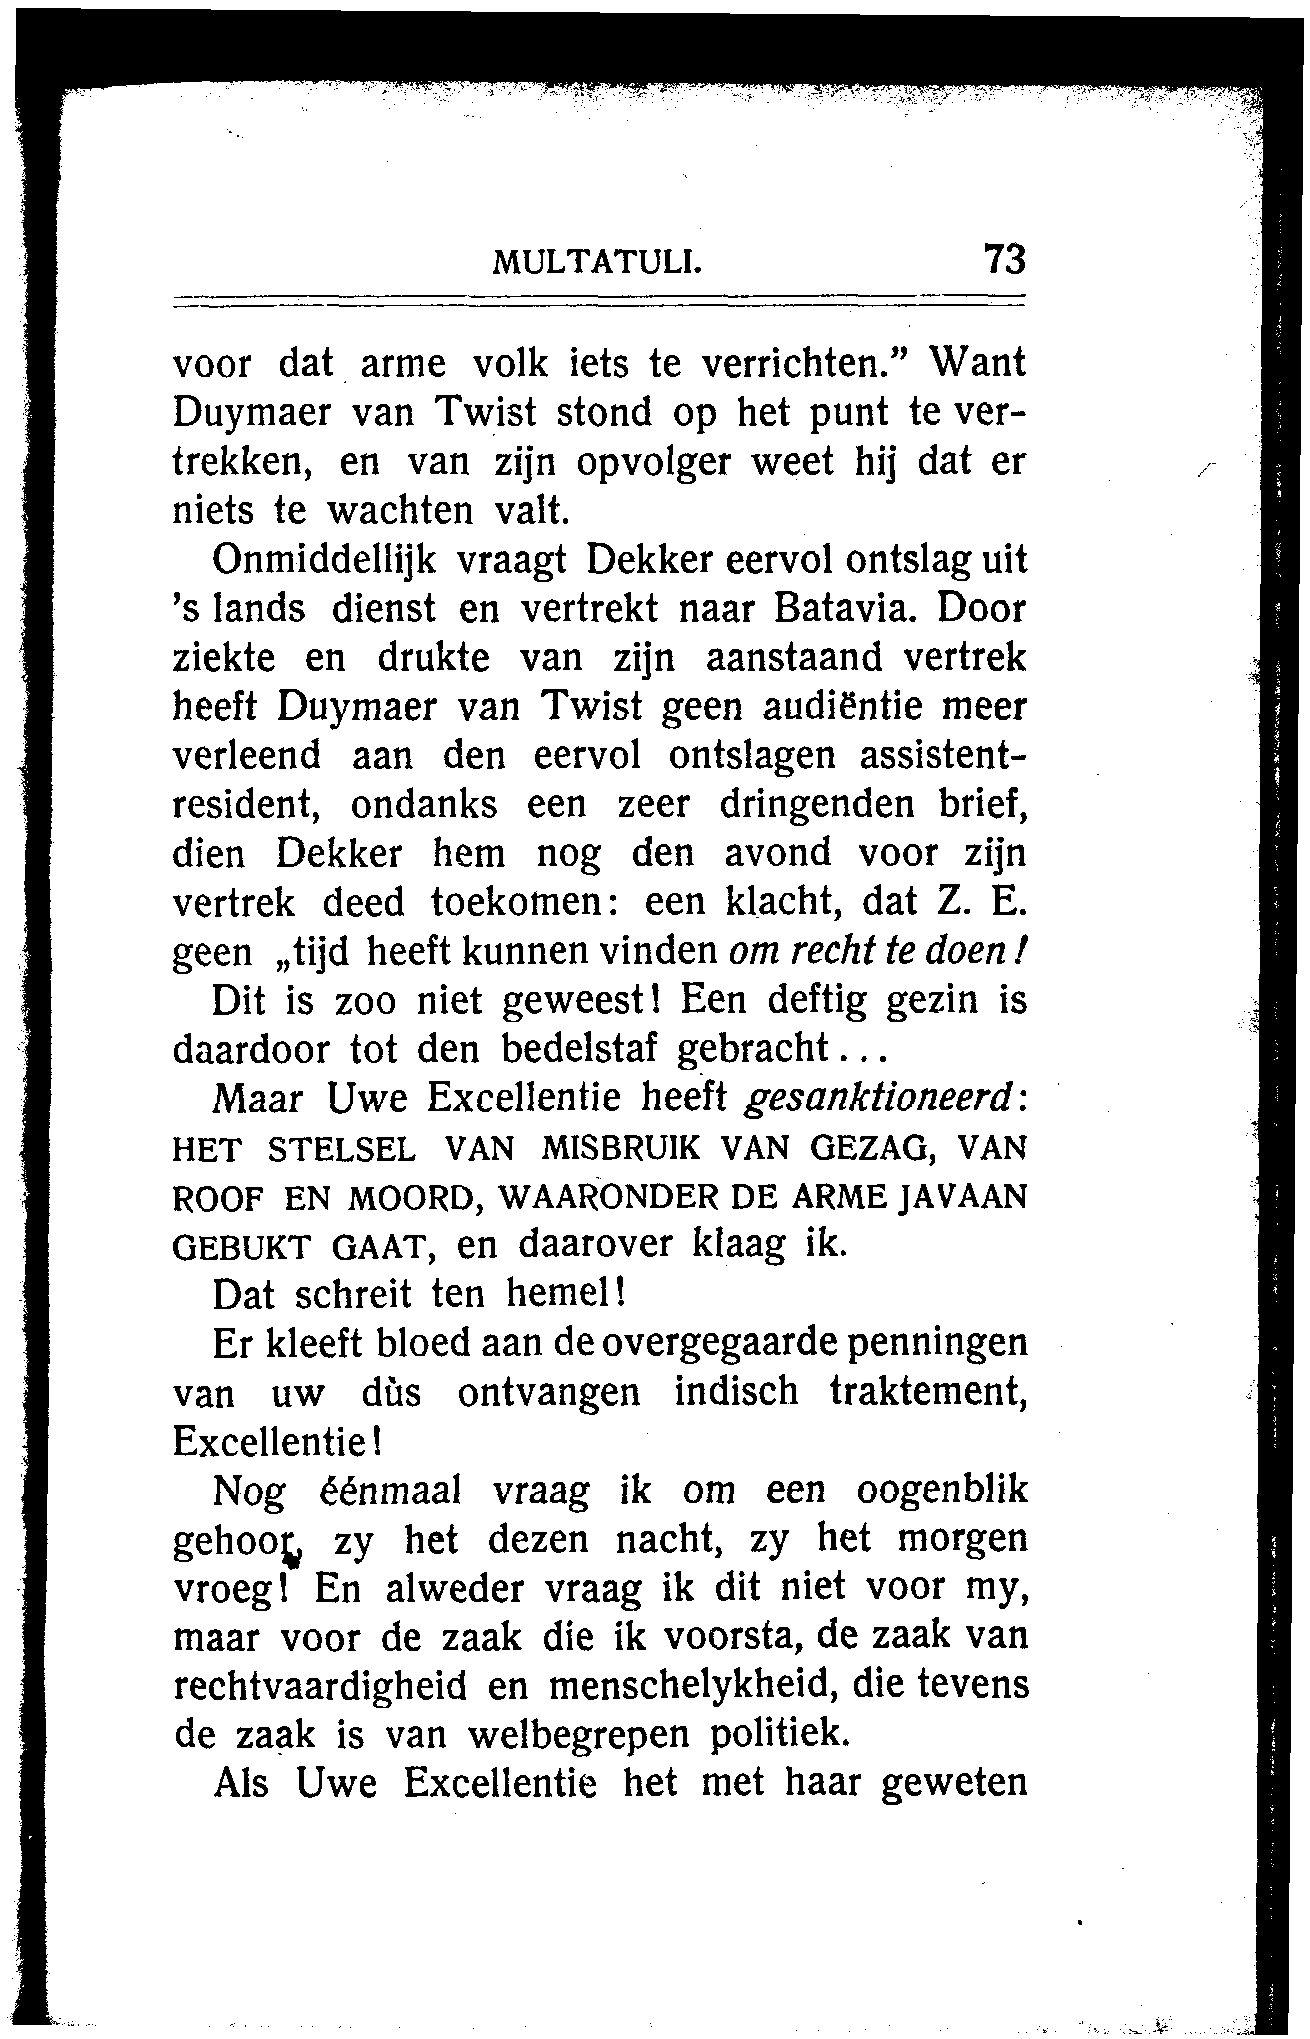 MULTATULI. 73
voor dat arme volk iets te verrichten.” Want
Duymaer van Twist stond op het punt te ver-
trekken, en van zijn opvolger weet hij dat er
niets te wachten valt.
Onmiddellijk vraagt Dekker eervol ontslag uit
’s lands dienst en vertrekt naar Batavia. Door
ziekte en drukte van zijn aanstaand vertrek
heeft Duymaer van Twist geen audiëntie meer
verleend aan den eervol ontslagen assistent-
resident, ondanks een zeer dringenden brief,
dien Dekker hem nog den avond voor zijn
vertrek deed toekomen: een klacht, dat Z. E.
geen „tijd heeft kunnen vinden om recht te doen!
Dit is zoo niet geweest! Een deftig gezin is
daardoor tot den bedelstaf gebracht...
Maar Uwe Excellentie heeft gesanktioneerd:
HET STELSEL VAN MISBRUIK VAN GEZAG, VAN
ROOF EN MOORD, WAARONDER DE ARME JAVAAN
GEBUKT GAAT, en daarover klaag ik.
Dat schreit ten hemel!
Er kleeft bloed aan de overgegaarde penningen
van uw dùs ontvangen indisch traktement,
Excellentie!
Nog éénmaal vraag ik om een oogenblik
gehoor, zy het dezen nacht, zy het morgen
vroeg! En alweder vraag ik dit niet voor my,
maar voor de zaak die ik voorsta, de zaak van
rechtvaardigheid en menschelykheid, die tevens
de zaak is van welbegrepen politiek.
Als Uwe Excellentie het met haar geweten